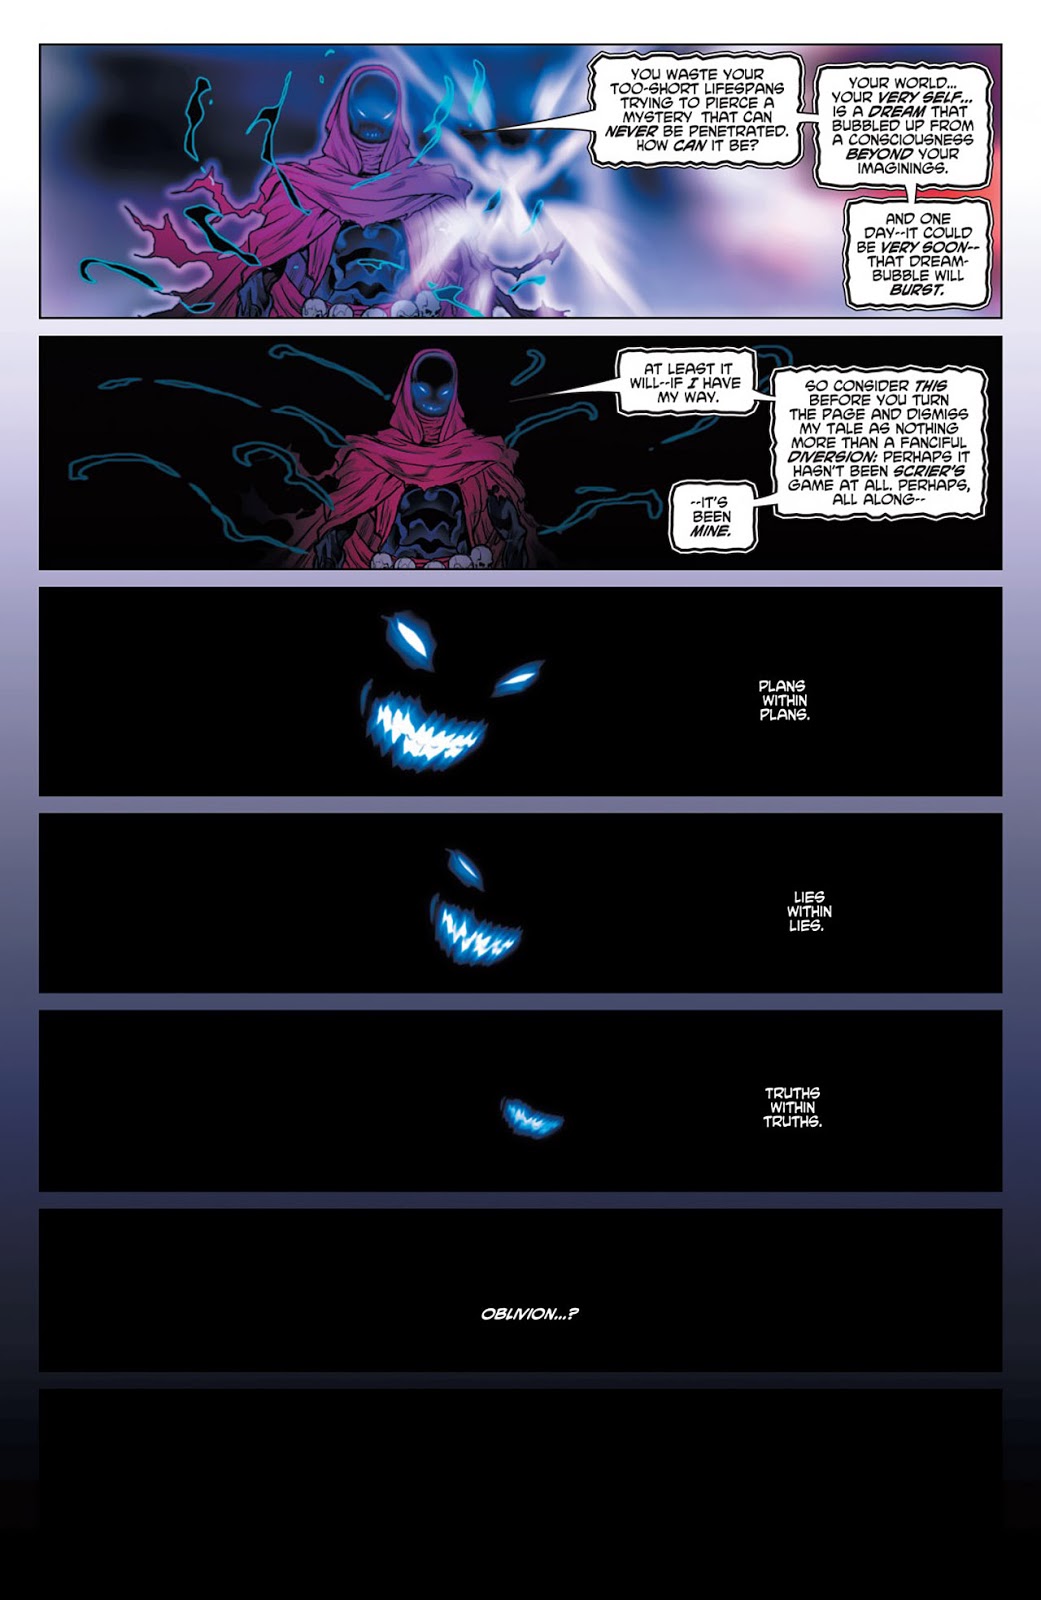 YOU WASTE YOUR
TOO-SHORT LIFESPANS
TRYING TO PIERCE A
MYSTERY THAT CAN
NEVER BE PENETRATED.
HOW CAN IT BE?
YOUR WORLD...
YOUR VERY SELF...
IS A DREAM THAT
BUBBLED UP FROM
A CONSCIOUSNESS
BEYOND YOUR
IMAGININGS.
AND ONE
DAY--IT COULD
BE VERY SOON--
THAT DREAM-
BUBBLE WILL
BURST.
AT LEAST IT
WILL--IF I HAVE
MY WAY.
SO CONSIDER THIS
BEFORE YOU TURN
THE PAGE AND DISMISS
MY TALE AS NOTHING
MORE THAN A FANCIFUL
DIVERSION: PERHAPS IT
HASN'T BEEN SCRIER'S
GAME AT ALL. PERHAPS,
ALL ALONG--
--IT'S
BEEN
MINE.
PLANS
WITHIN
PLANS.
LIES
WITHIN
LIES.
TRUTHS
WITHIN
TRUTHS.
OBLIVION...?